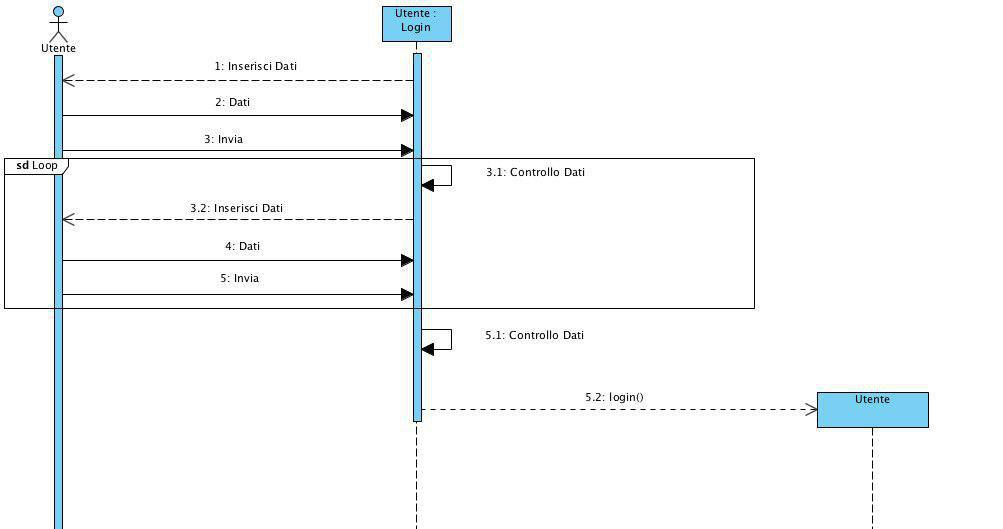 Utente
Utente :
Login
1: Inserisci Dati
2: Dati
3: Invia
sd Loop
3.1: Controllo Dati
3.2: Inserisci Dati
4: Dati
5: Invia
5.1: Controllo Dati
5.2: login()
Utente